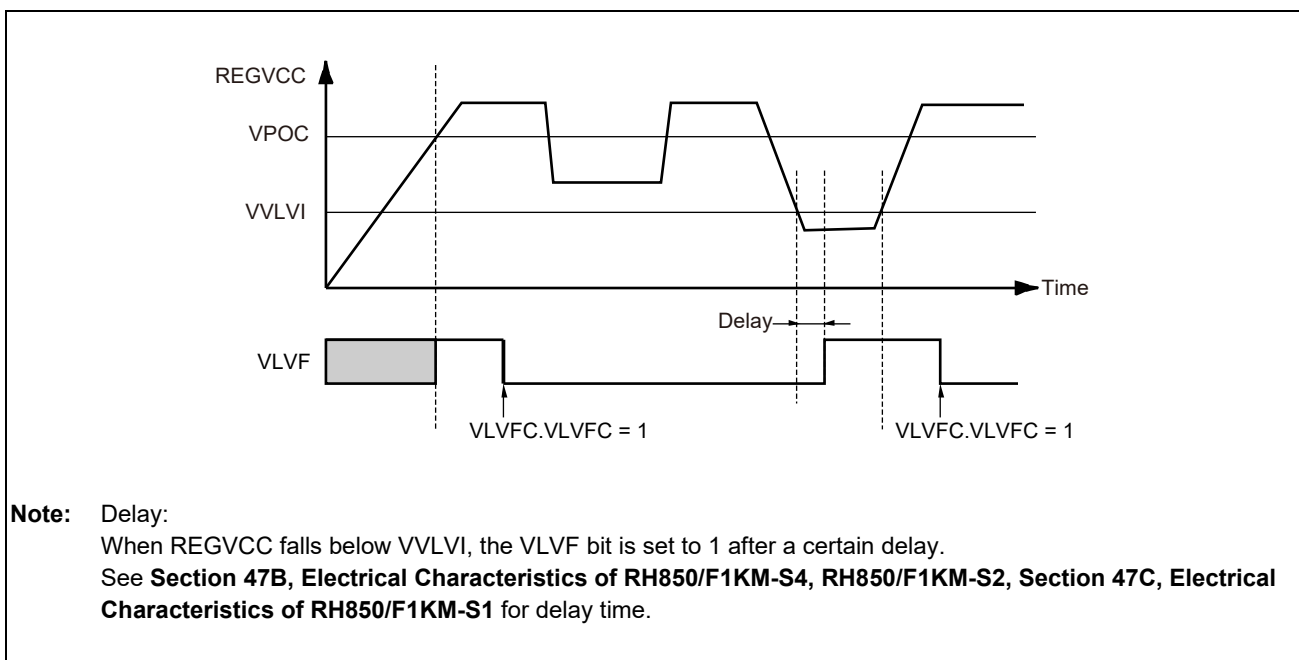 REGVCC
VPOC
VVLVI
Time
Delay
VLVF
VLVFC.VLVFC = 1
VLVFC.VLVFC = 1
Note: Delay:
When REGVCC falls below VVLVI, the VLVF bit is set to 1 after a certain delay.
See Section 47B, Electrical Characteristics of RH850/F1KM-S4, RH850/F1KM-S2, Section 47C, Electrical
Characteristics of RH850/F1KM-S1 for delay time.